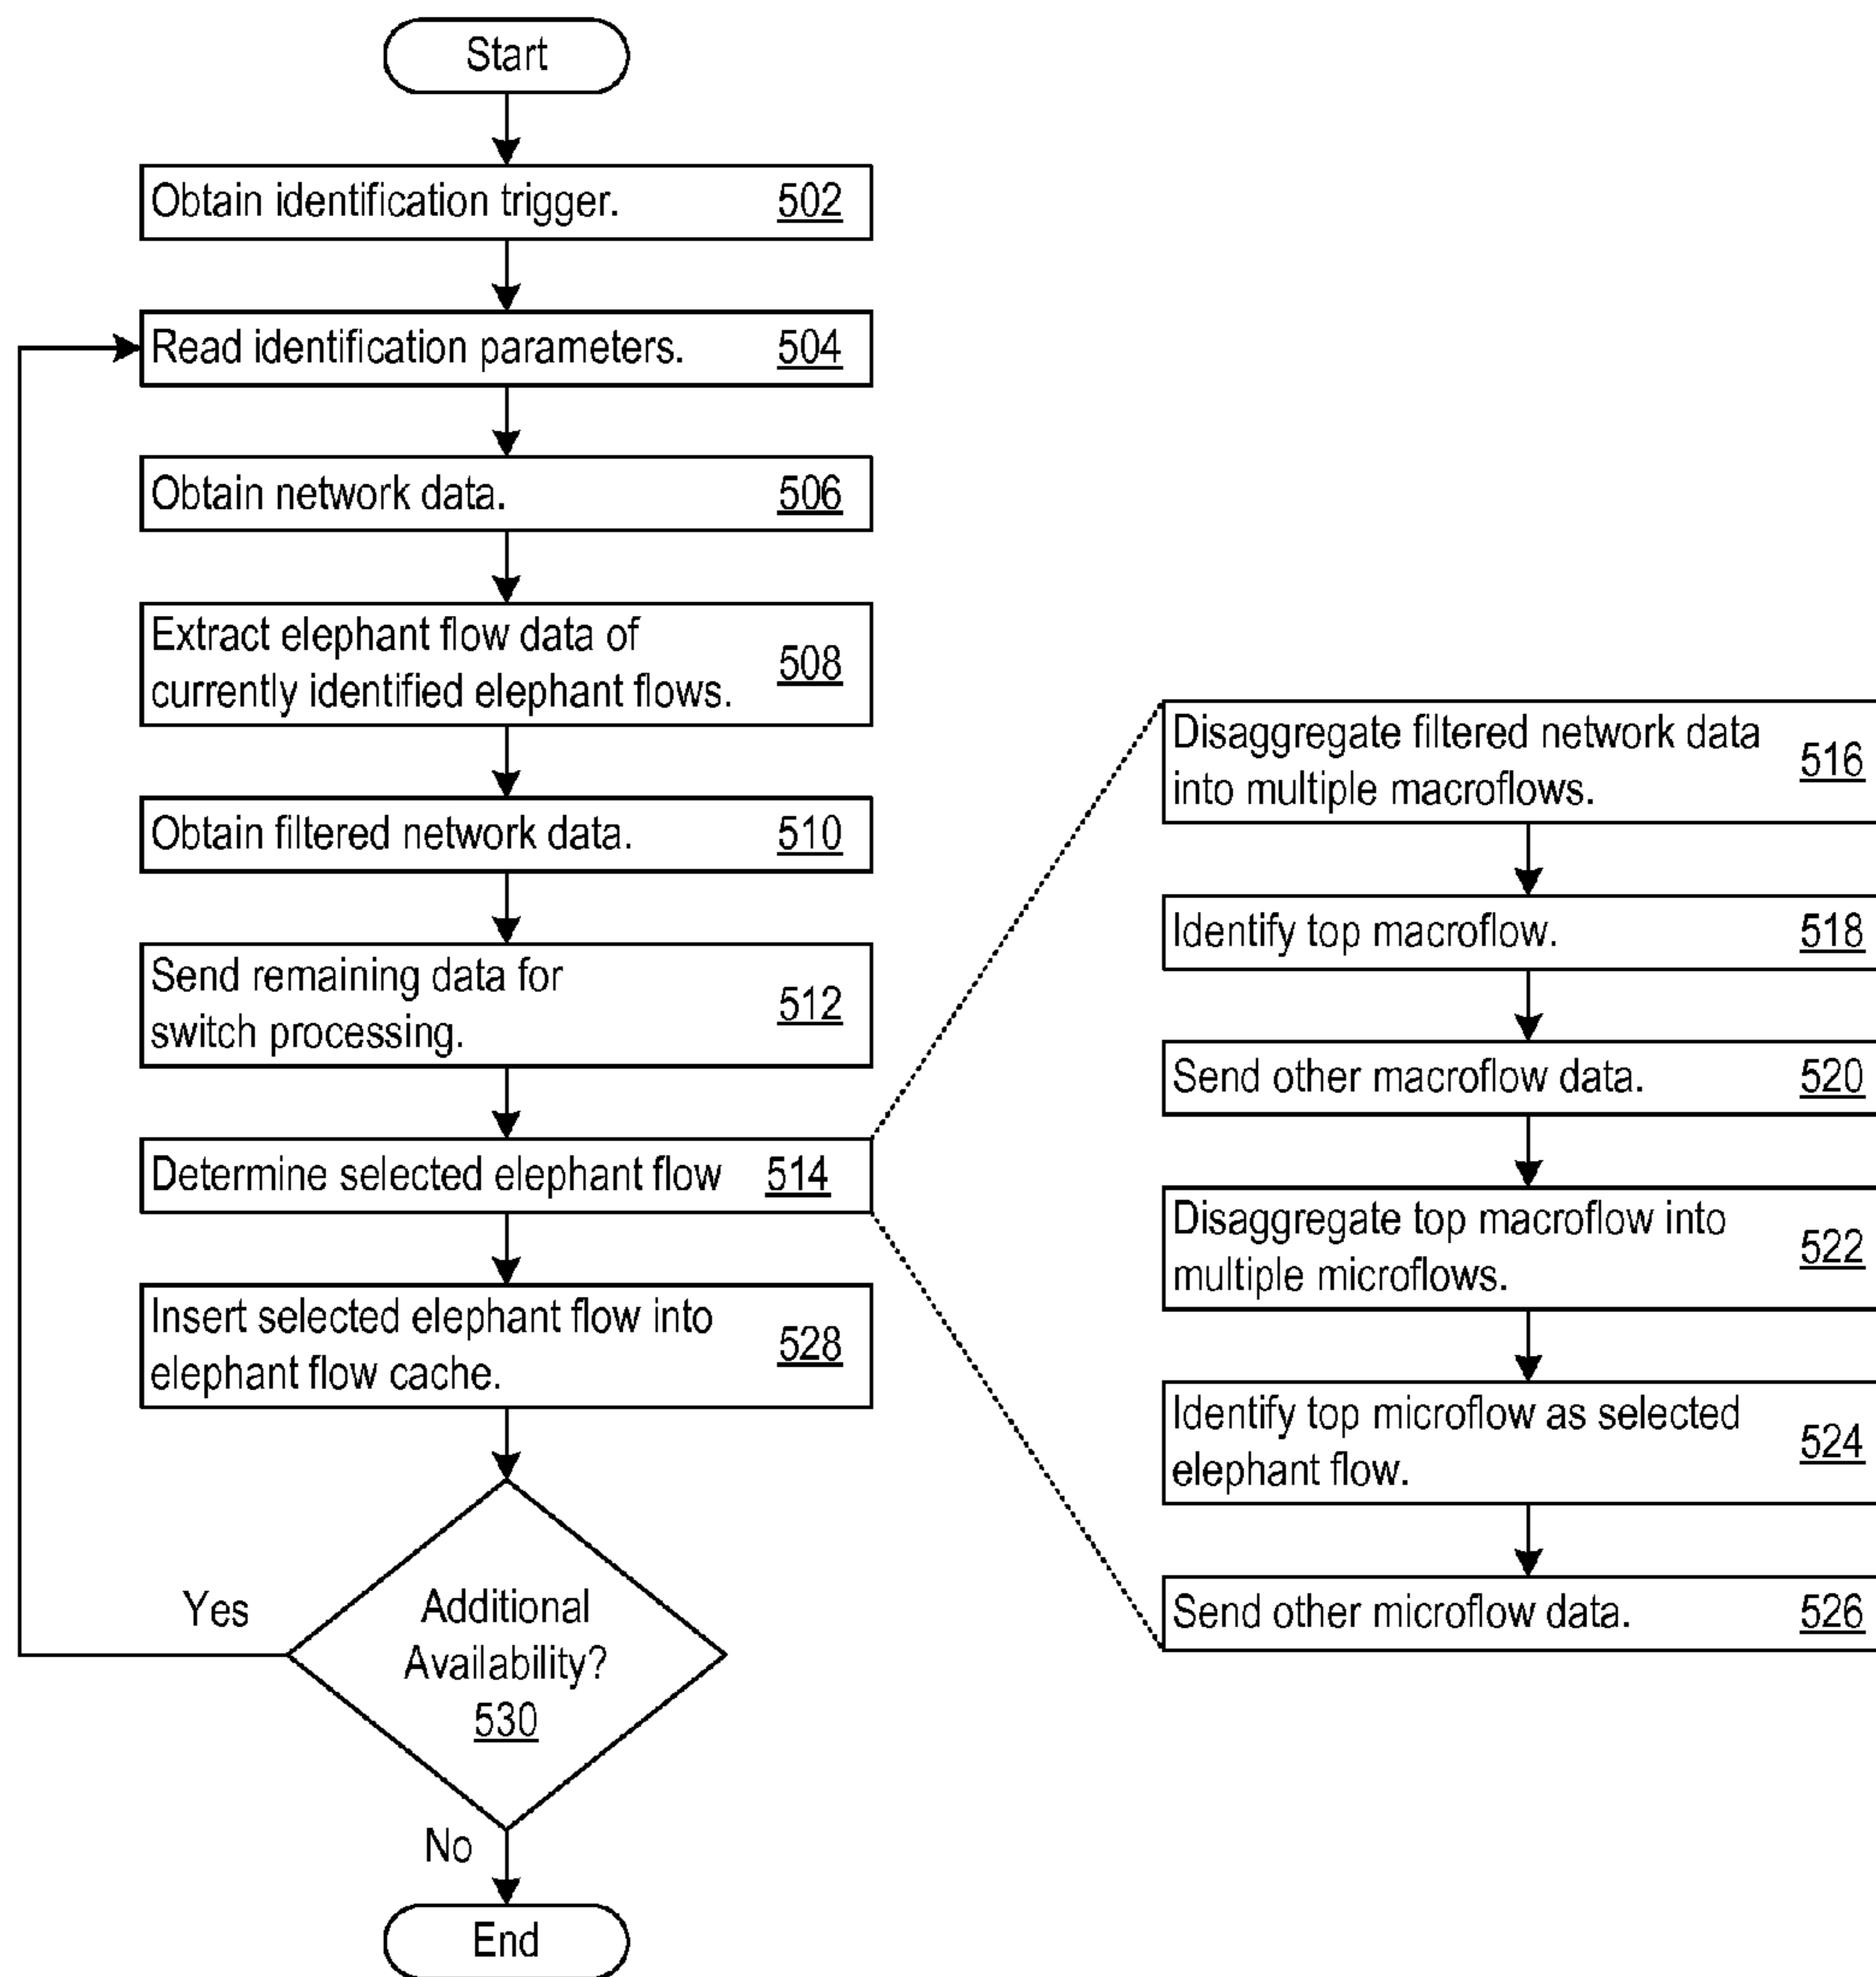 Start
Obtain identification trigger. 502
Read identification parameters. 504
Obtain network data. 506
Extract elephant flow data of
currently identified elephant flows. 508
Obtain filtered network data. 510
Send remaining data for
switch processing. 512
Determine selected elephant flow 514
Insert selected elephant flow into
elephant flow cache. 528
Yes
Additional
Availability?
530
No
End
Disaggregate filtered network data
into multiple macroflows. 516
Identify top macroflow. 518
Send other macroflow data. 520
Disaggregate top macroflow into
multiple microflows. 522
Identify top microflow as selected
elephant flow. 524
Send other microflow data. 526